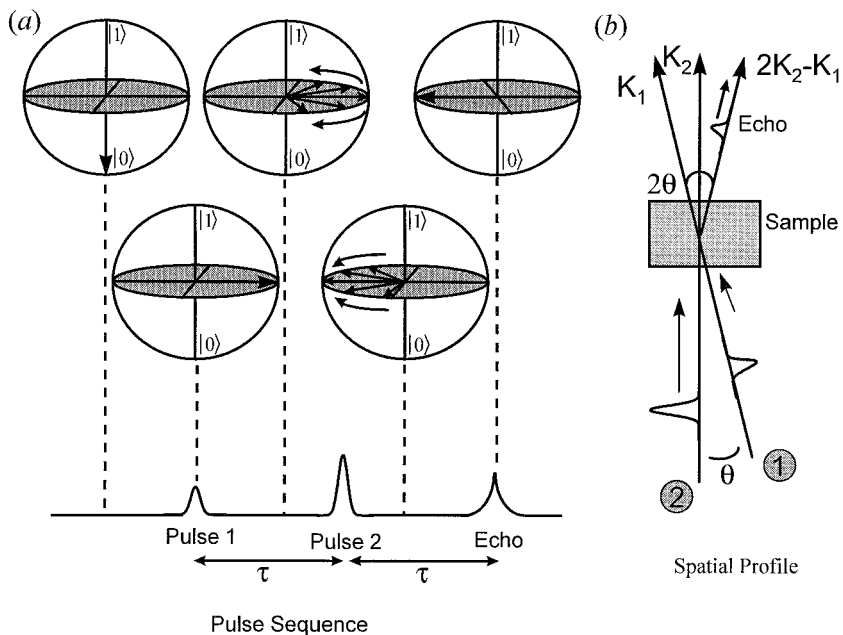 (a)
|1⟩ |1⟩ |1⟩
|0⟩ |0⟩ |0⟩
|1⟩ |1⟩
|0⟩ |0⟩
Pulse 1 Pulse 2 Echo
τ τ
Pulse Sequence
(b)
K₁ K₂ 2K₂-K₁
Echo
2θ
Sample
θ
1
2
Spatial Profile